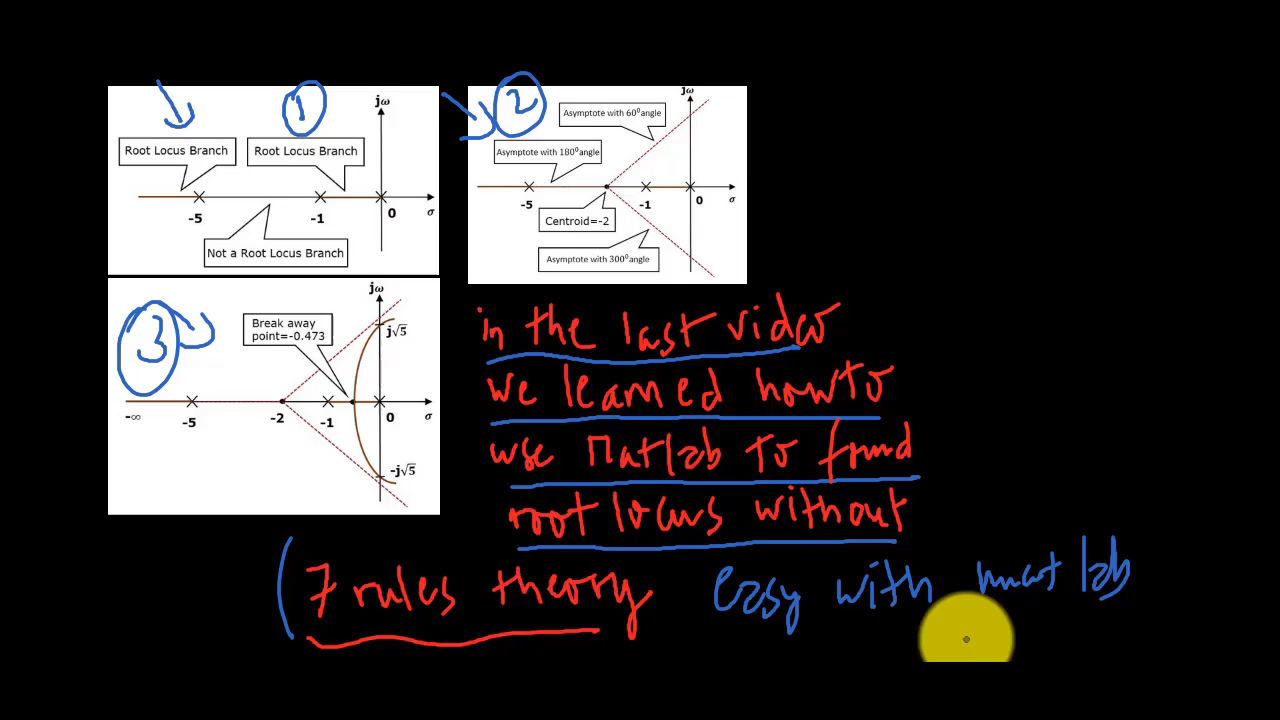 1
jω
Root Locus Branch
Root Locus Branch
-5
-1
0
σ
Not a Root Locus Branch
2
jω
Asymptote with 60⁰angle
Asymptote with 180⁰angle
-5
-1
0
σ
Centroid=-2
Asymptote with 300⁰angle
3
jω
Break away
point=-0.473
j√5
-∞
-5
-2
-1
0
σ
-j√5
in the last video
we learned how to
use Matlab to found
root locus without
(7 rules theory easy with mat lab